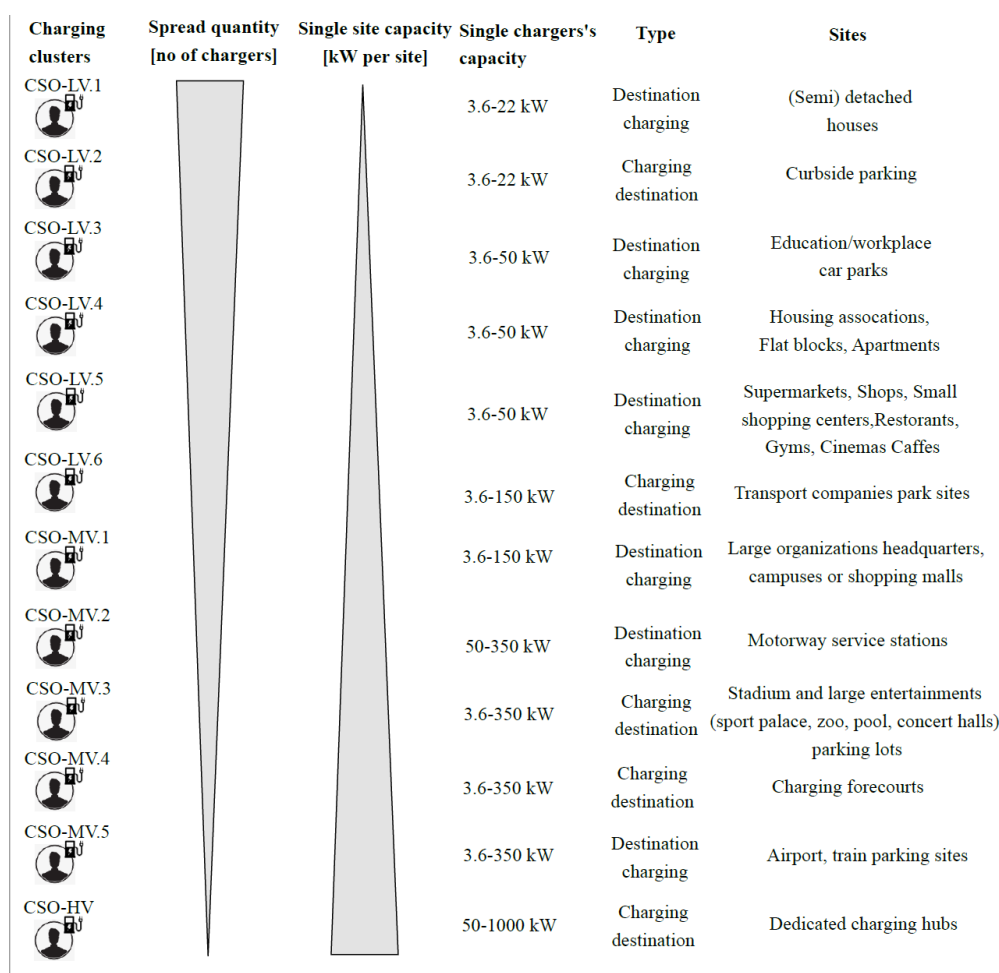 Charging
clusters
Spread quantity
[no of chargers]
Single site capacity
[kW per site]
Single chargers's
capacity
Type
Sites
CSO-LV.1
3.6-22 kW
Destination
charging
(Semi) detached
houses
CSO-LV.2
3.6-22 kW
Charging
destination
Curbside parking
CSO-LV.3
3.6-50 kW
Destination
charging
Education/workplace
car parks
CSO-LV.4
3.6-50 kW
Destination
charging
Housing assocations,
Flat blocks, Apartments
CSO-LV.5
3.6-50 kW
Destination
charging
Supermarkets, Shops, Small
shopping centers,Restorants,
Gyms, Cinemas Caffes
CSO-LV.6
3.6-150 kW
Charging
destination
Transport companies park sites
CSO-MV.1
3.6-150 kW
Destination
charging
Large organizations headquarters,
campuses or shopping malls
CSO-MV.2
50-350 kW
Destination
charging
Motorway service stations
CSO-MV.3
3.6-350 kW
Charging
destination
Stadium and large entertainments
(sport palace, zoo, pool, concert halls)
parking lots
CSO-MV.4
3.6-350 kW
Charging
destination
Charging forecourts
CSO-MV.5
3.6-350 kW
Destination
charging
Airport, train parking sites
CSO-HV
50-1000 kW
Charging
destination
Dedicated charging hubs